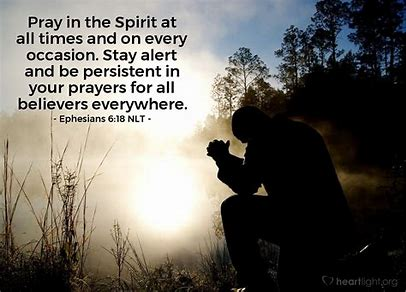 Pray in the Spirit at
all times and on every
occasion. Stay alert
and be persistent in
your prayers for all
believers everywhere.
- Ephesians 6:18 NLT -
heartlight.org